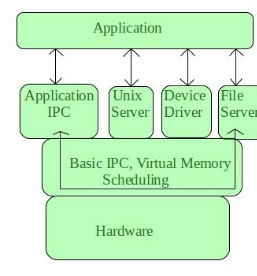 Application
Application
IPC
Unix
Server
Device
Driver
File
Server
Basic IPC, Virtual Memory
Scheduling
Hardware